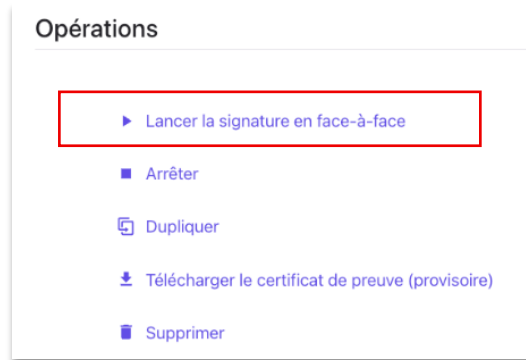 Opérations
Lancer la signature en face-à-face
Arrêter
Dupliquer
Télécharger le certificat de preuve (provisoire)
Supprimer